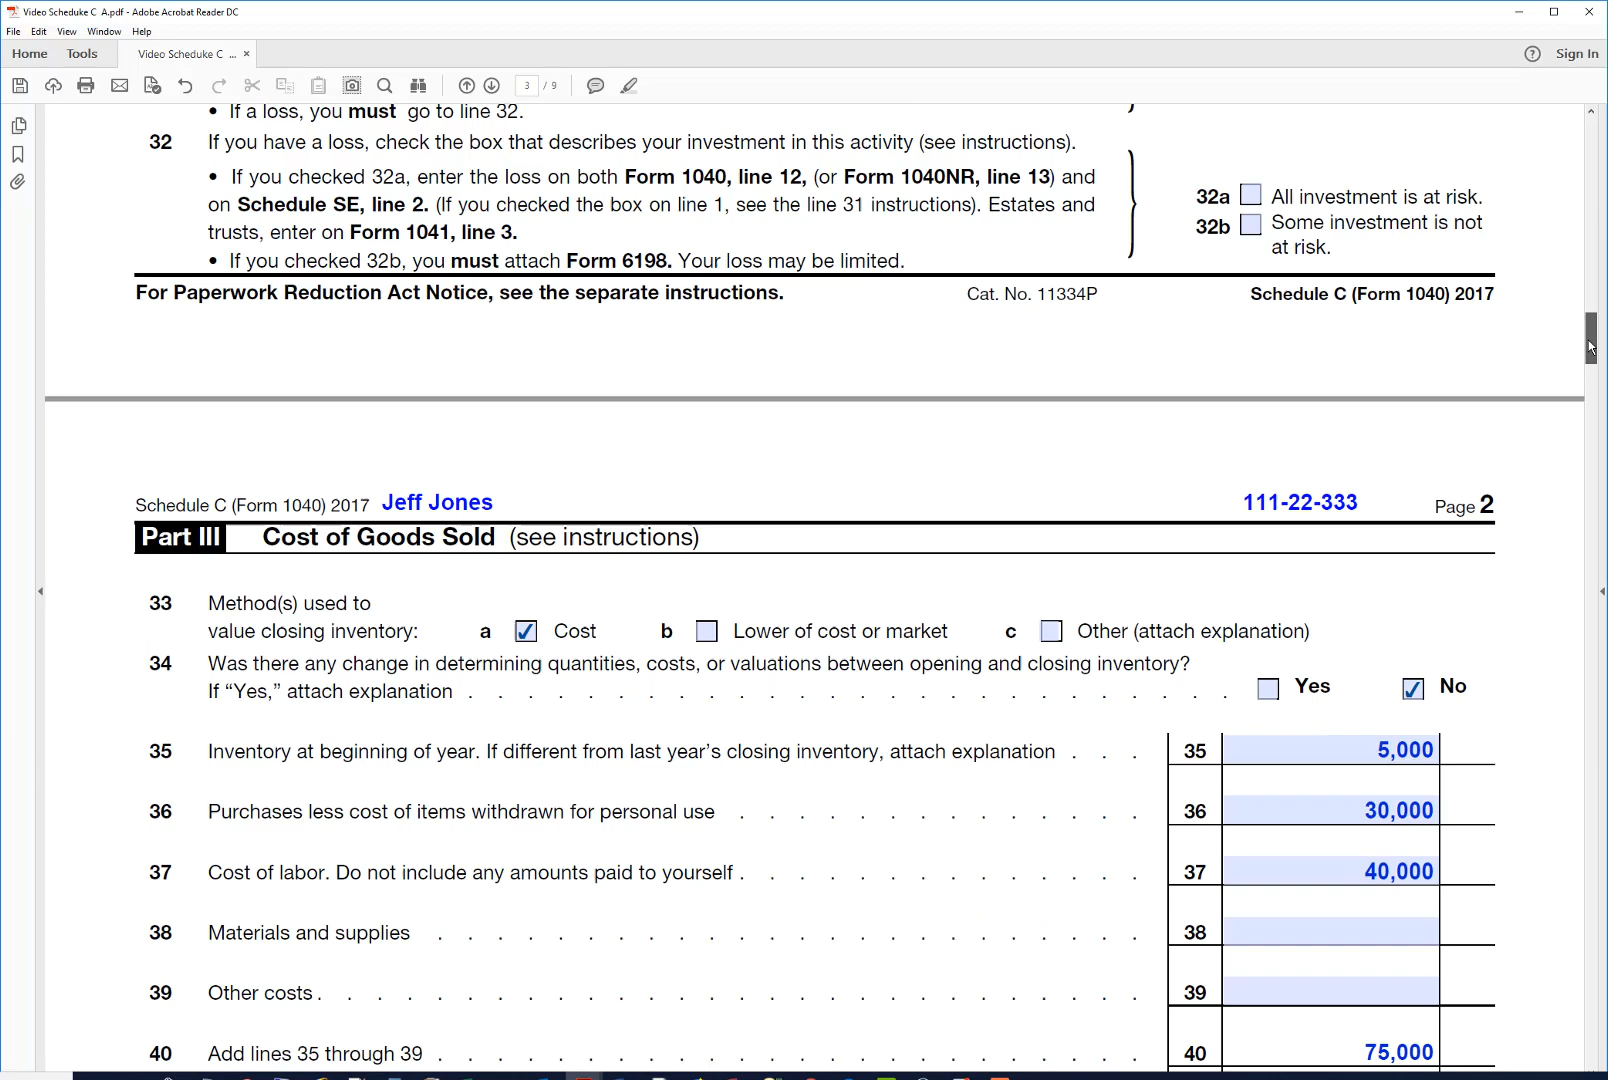 Video Scheduke C A.pdf - Adobe Acrobat Reader DC
File Edit View Window Help
Home Tools Video Scheduke C ... × Sign In
3 / 9
• If a loss, you must go to line 32.
32 If you have a loss, check the box that describes your investment in this activity (see instructions).
• If you checked 32a, enter the loss on both Form 1040, line 12, (or Form 1040NR, line 13) and
on Schedule SE, line 2. (If you checked the box on line 1, see the line 31 instructions). Estates and
trusts, enter on Form 1041, line 3.
• If you checked 32b, you must attach Form 6198. Your loss may be limited.
32a All investment is at risk.
32b Some investment is not
at risk.
For Paperwork Reduction Act Notice, see the separate instructions. Cat. No. 11334P Schedule C (Form 1040) 2017
Schedule C (Form 1040) 2017 Jeff Jones 111-22-333 Page 2
Part III Cost of Goods Sold (see instructions)
33 Method(s) used to
value closing inventory: a Cost b Lower of cost or market c Other (attach explanation)
34 Was there any change in determining quantities, costs, or valuations between opening and closing inventory?
If “Yes,” attach explanation . . . . . . . . . . . . . . . . . . . . . . . . . . Yes No
35 Inventory at beginning of year. If different from last year’s closing inventory, attach explanation . . . 35 5,000
36 Purchases less cost of items withdrawn for personal use . . . . . . . . . . . . . . 36 30,000
37 Cost of labor. Do not include any amounts paid to yourself . . . . . . . . . . . . . . 37 40,000
38 Materials and supplies . . . . . . . . . . . . . . . . . . . . . . . . 38
39 Other costs . . . . . . . . . . . . . . . . . . . . . . . . . . . . 39
40 Add lines 35 through 39 . . . . . . . . . . . . . . . . . . . . . . . . 40 75,000